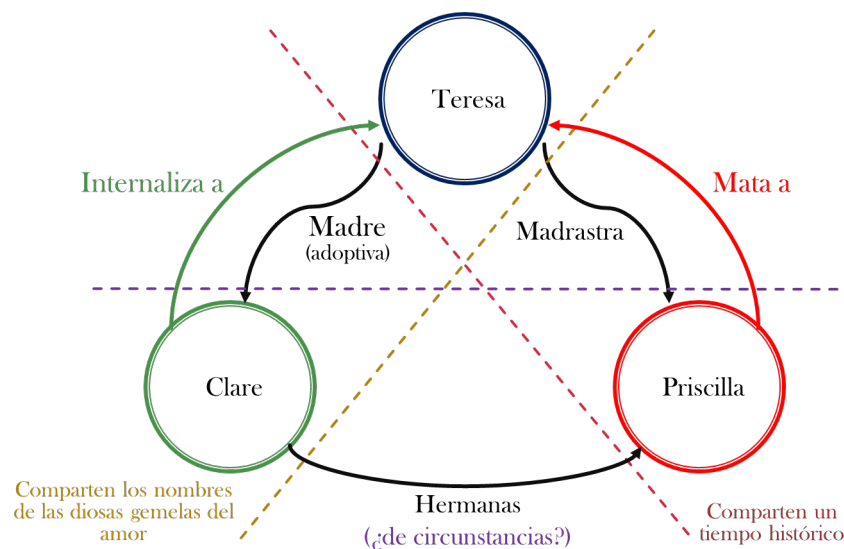 Teresa
Internaliza a
Mata a
Madre
(adoptiva)
Madrastra
Clare
Priscilla
Comparten los nombres
de las diosas gemelas del
amor
Hermanas
(¿de circunstancias?)
Comparten un
tiempo histórico